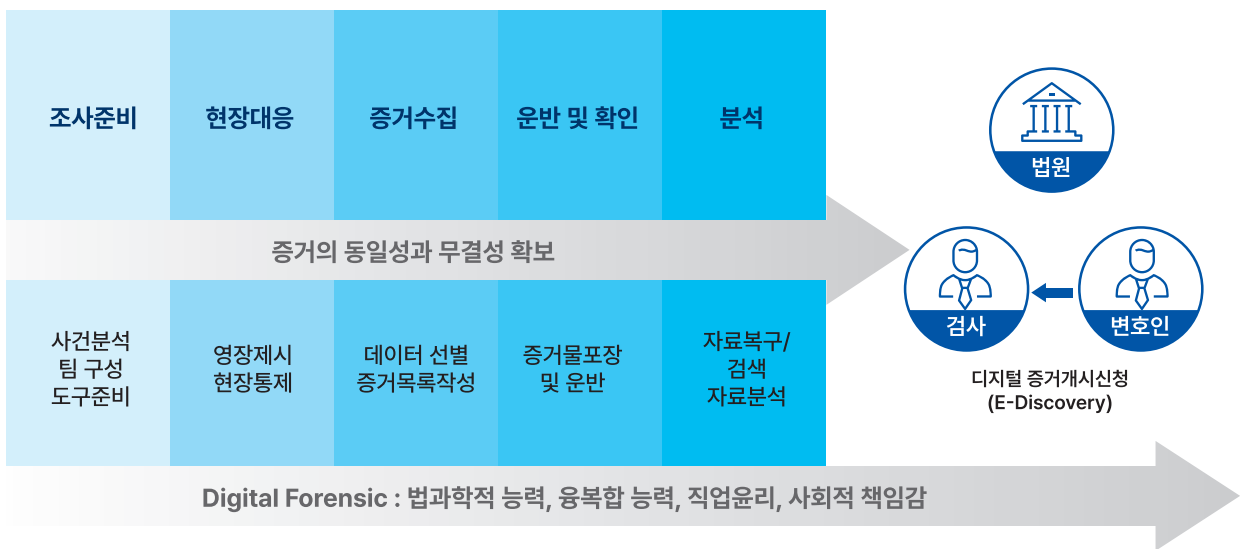 조사준비
현장대응
증거수집
운반 및 확인
분석
법원
증거의 동일성과 무결성 확보
검사
변호인
사건분석
팀 구성
도구준비
영장제시
현장통제
데이터 선별
증거목록작성
증거물포장
및 운반
자료복구/
검색
자료분석
디지털 증거개시신청
(E-Discovery)
Digital Forensic : 법과학적 능력, 융복합 능력, 직업윤리, 사회적 책임감